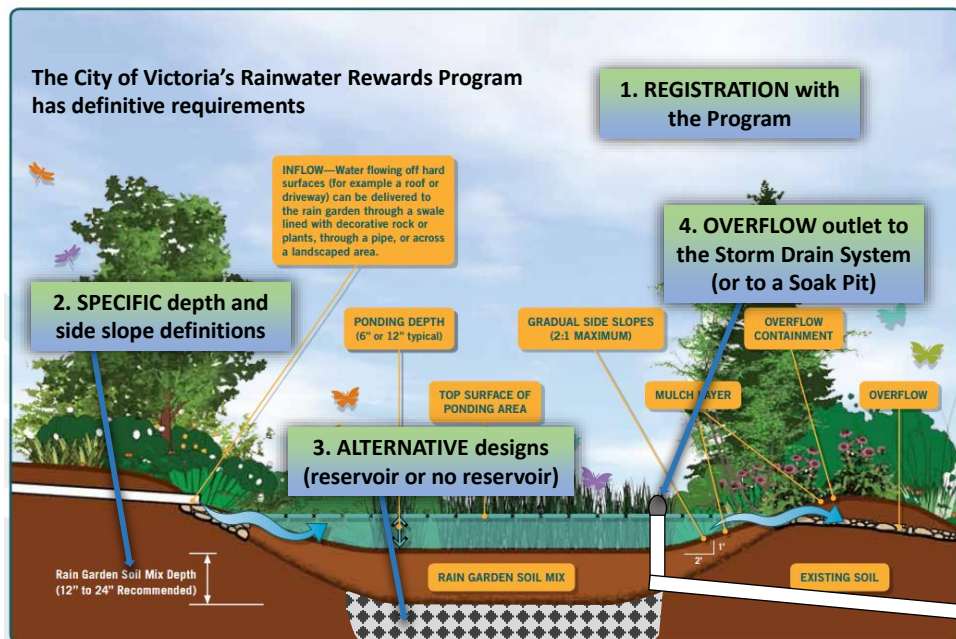 The City of Victoria's Rainwater Rewards Program
has definitive requirements
1. REGISTRATION with
the Program
INFLOW—Water flowing off hard
surfaces (for example a roof or
driveway) can be delivered to
the rain garden through a swale
lined with decorative rock or
plants, through a pipe, or across
a landscaped area.
4. OVERFLOW outlet to
the Storm Drain System
(or to a Soak Pit)
2. SPECIFIC depth and
side slope definitions
PONDING DEPTH
(6" or 12" typical)
GRADUAL SIDE SLOPES
(2:1 MAXIMUM)
OVERFLOW
CONTAINMENT
TOP SURFACE OF
PONDING AREA
MULCH LAYER
OVERFLOW
3. ALTERNATIVE designs
(reservoir or no reservoir)
1'
2'
Rain Garden Soil Mix Depth
(12" to 24" Recommended)
RAIN GARDEN SOIL MIX
EXISTING SOIL